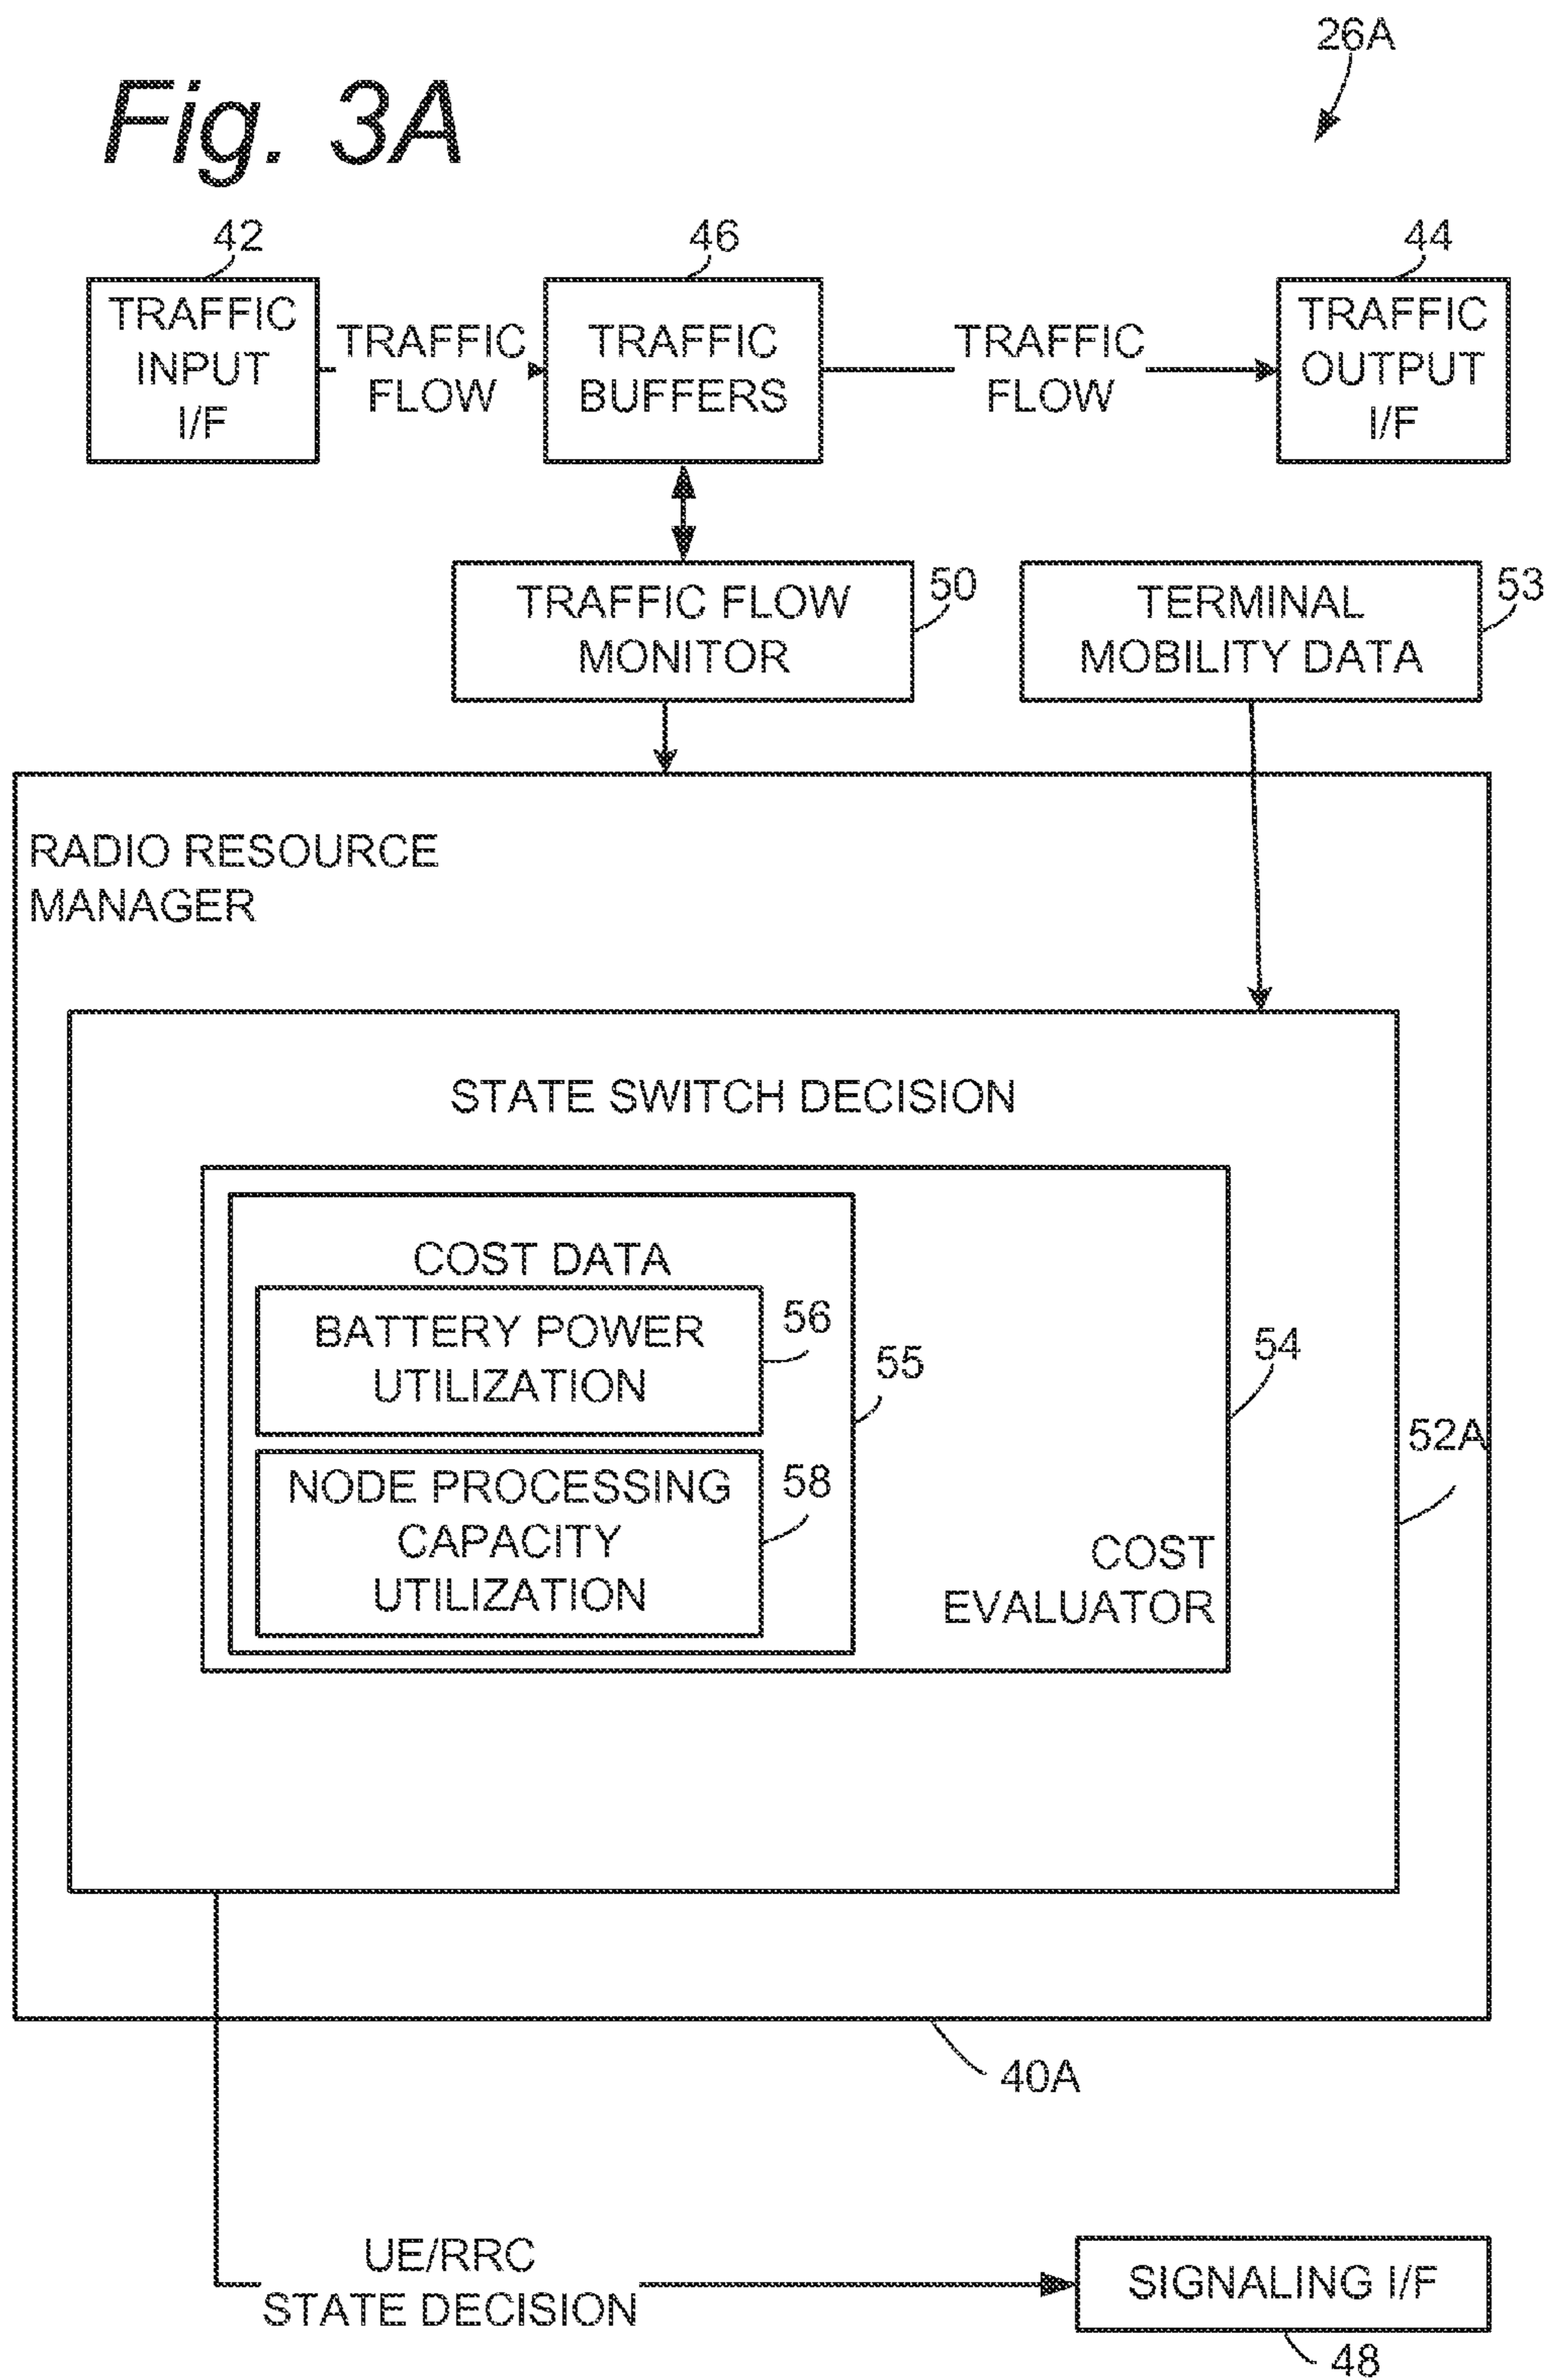 26A
Fig. 3A
42
46
44
TRAFFIC
INPUT
I/F
TRAFFIC
FLOW
TRAFFIC
BUFFERS
TRAFFIC
FLOW
TRAFFIC
OUTPUT
I/F
TRAFFIC FLOW
MONITOR
50
TERMINAL
MOBILITY DATA
53
RADIO RESOURCE
MANAGER
STATE SWITCH DECISION
COST DATA
BATTERY POWER
UTILIZATION
56
55
54
52A
NODE PROCESSING
CAPACITY
UTILIZATION
58
COST
EVALUATOR
40A
UE/RRC
STATE DECISION
SIGNALING I/F
48